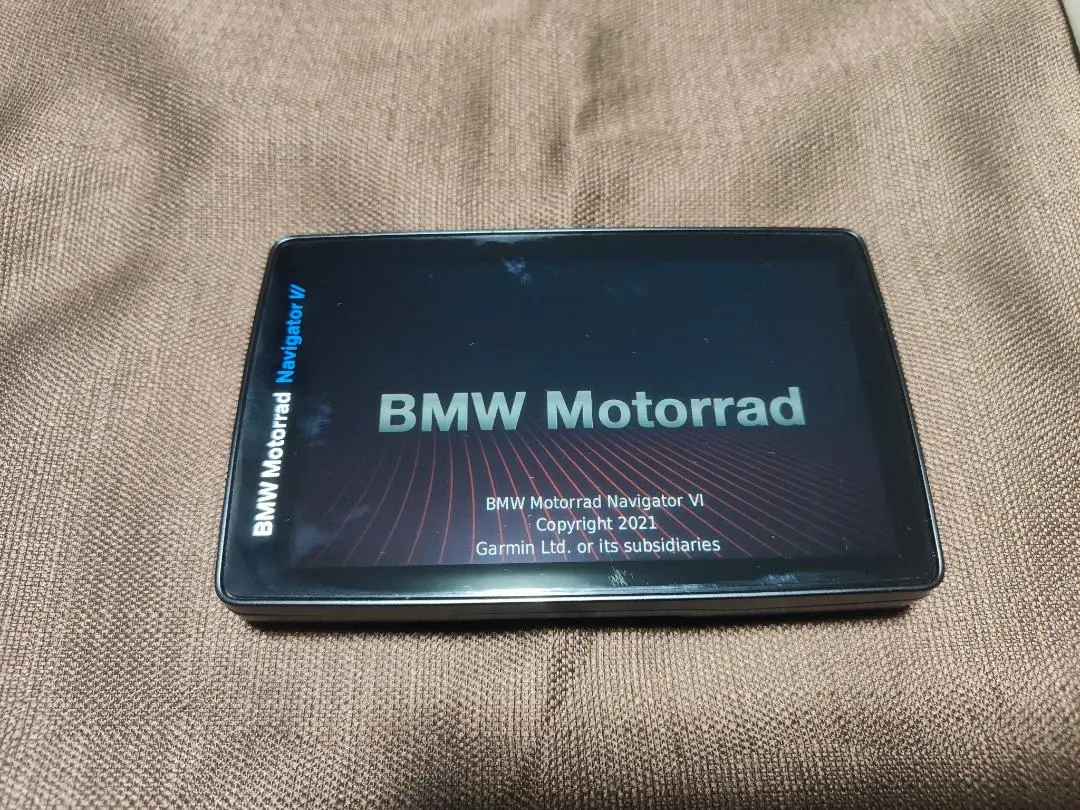 BMW Motorrad Navigator VI
BMW Motorrad
BMW Motorrad Navigator VI
Copyright 2021
Garmin Ltd. or its subsidiaries